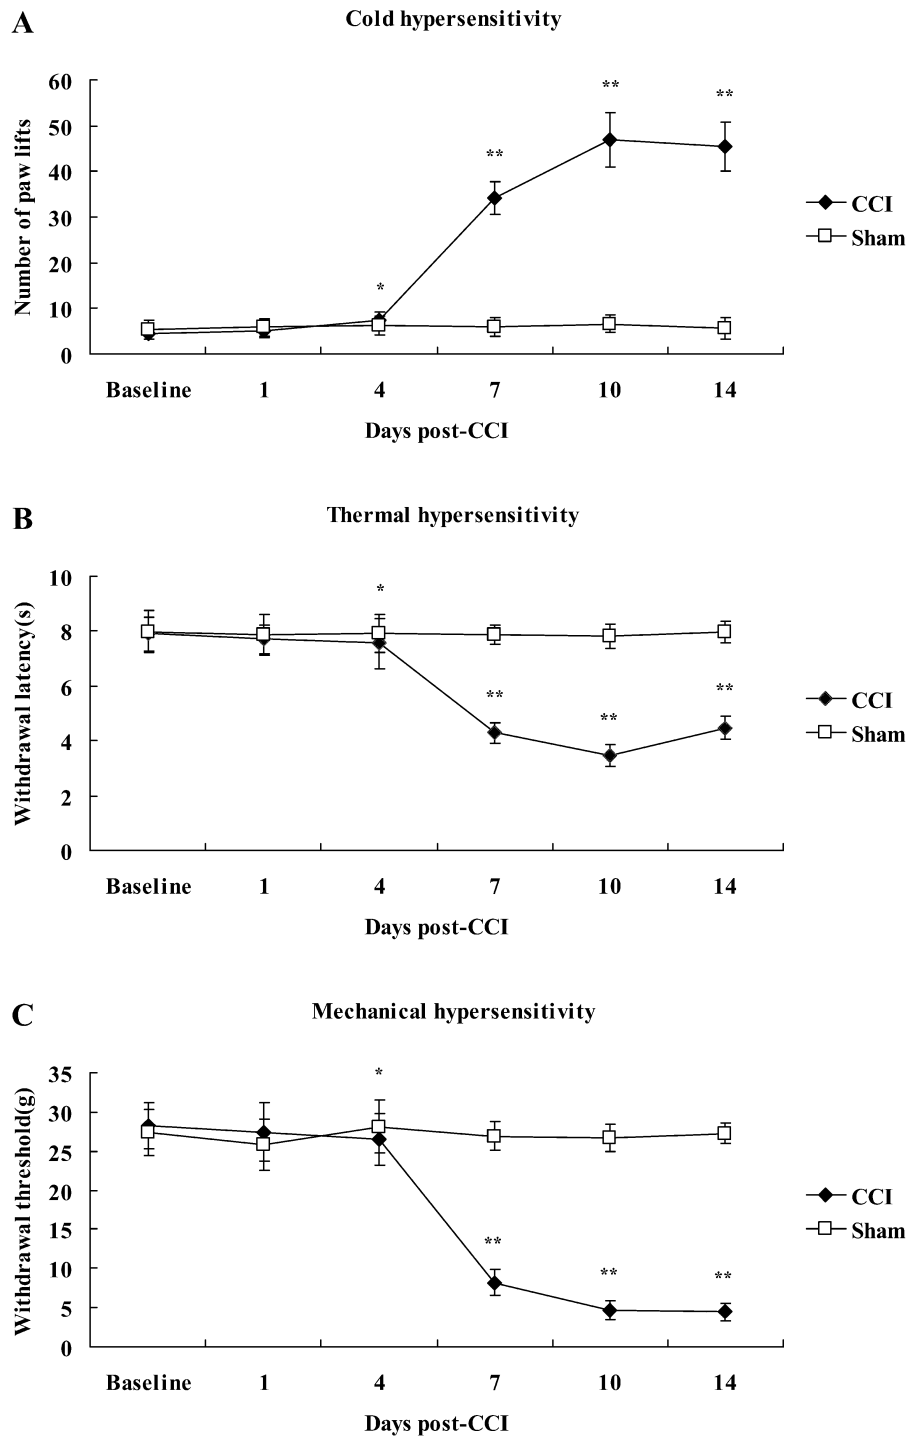 A
Cold hypersensitivity
60
50
40
30
20
10
0
Number of paw lifts
*
**
**
**
CCI
Sham
Baseline 1 4 7 10 14
Days post-CCI
B
Thermal hypersensitivity
10
8
6
4
2
0
Withdrawal latency(s)
*
**
**
**
CCI
Sham
Baseline 1 4 7 10 14
Days post-CCI
C
Mechanical hypersensitivity
35
30
25
20
15
10
5
0
Withdrawal threshold(g)
*
**
**
**
CCI
Sham
Baseline 1 4 7 10 14
Days post-CCI